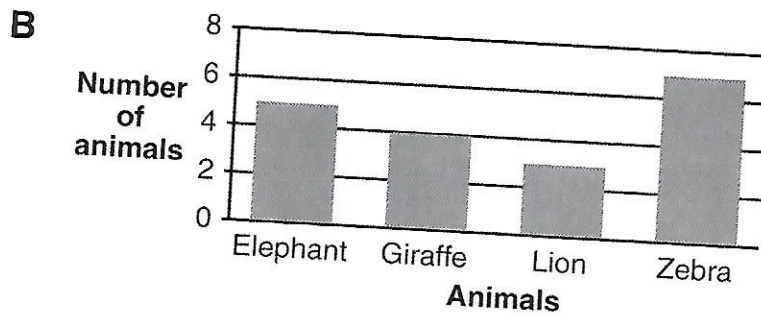 B
8
Number
of
animals
6
4
2
0
Elephant Giraffe Lion Zebra
Animals